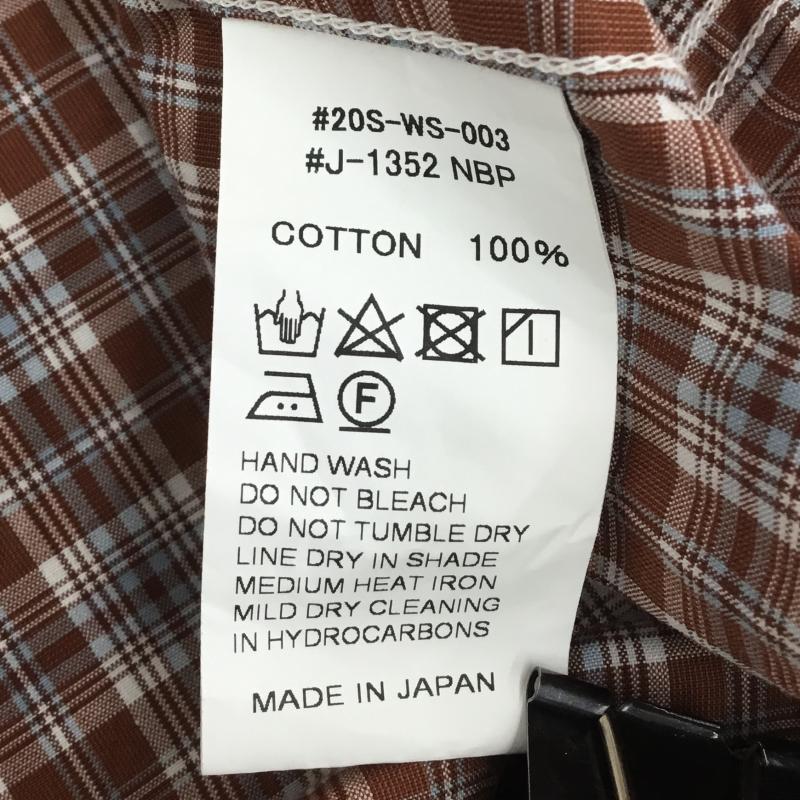 #20S-WS-003
#J-1352 NBP
COTTON 100%
F
HAND WASH
DO NOT BLEACH
DO NOT TUMBLE DRY
LINE DRY IN SHADE
MEDIUM HEAT IRON
MILD DRY CLEANING
IN HYDROCARBONS
MADE IN JAPAN